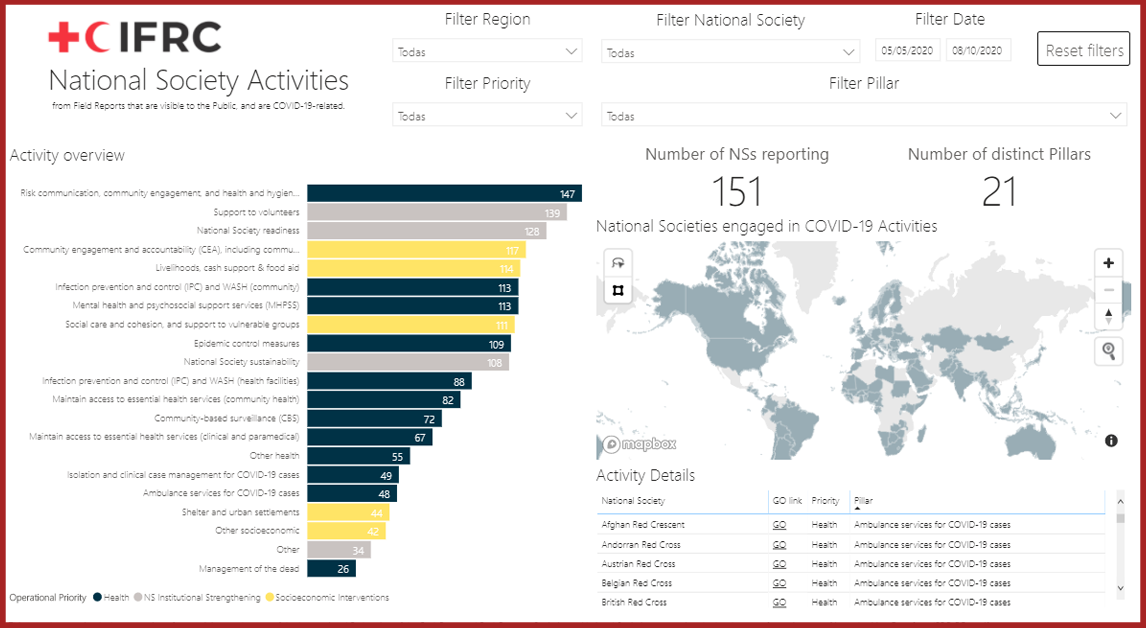 IFRC
National Society Activities
from Field Reports that are visible to the Public, and are COVID-19-related.
Filter Region
Todas
Filter National Society
Todas
Filter Date
05/05/2020
08/10/2020
Reset filters
Filter Priority
Todas
Filter Pillar
Todas
Activity overview
Risk communication, community engagement, and health and hygien... 147
Support to volunteers 139
National Society readiness 128
Community engagement and accountability (CEA), including commu... 117
Livelihoods, cash support & food aid 114
Infection prevention and control (IPC) and WASH (community) 113
Mental health and psychosocial support services (MHPSS) 113
Social care and cohesion, and support to vulnerable groups 111
Epidemic control measures 109
National Society sustainability 108
Infection prevention and control (IPC) and WASH (health facilities) 88
Maintain access to essential health services (community health) 82
Community-based surveillance (CBS) 72
Maintain access to essential health services (clinical and paramedical) 67
Other health 55
Isolation and clinical case management for COVID-19 cases 49
Ambulance services for COVID-19 cases 48
Shelter and urban settlements 44
Other socioeconomic 42
Other 34
Management of the dead 26
Operational Priority Health NS Institutional Strengthening Socioeconomic Interventions
Number of NSs reporting
151
Number of distinct Pillars
21
National Societies engaged in COVID-19 Activities
mapbox
Activity Details
National Society GO link Priority Pillar
Afghan Red Crescent GO Health Ambulance services for COVID-19 cases
Andorran Red Cross GO Health Ambulance services for COVID-19 cases
Austrian Red Cross GO Health Ambulance services for COVID-19 cases
Belgian Red Cross GO Health Ambulance services for COVID-19 cases
British Red Cross GO Health Ambulance services for COVID-19 cases